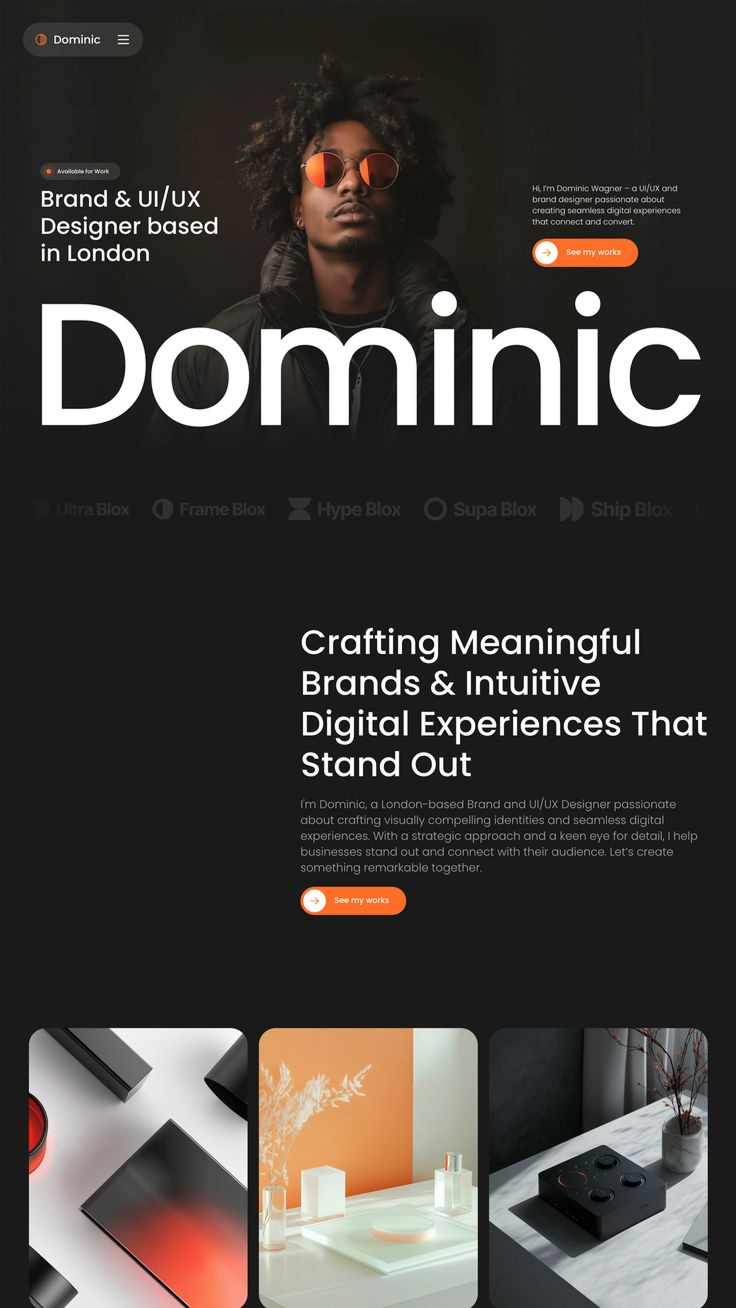 Dominic
Available for Work
Brand & UI/UX
Designer based
in London
Hi, I'm Dominic Wagner – a UI/UX and
brand designer passionate about
creating seamless digital experiences
that connect and convert.
See my works
Dominic
Ultra Blox
Frame Blox
Hype Blox
Supa Blox
Ship Blox
Crafting Meaningful
Brands & Intuitive
Digital Experiences That
Stand Out
I'm Dominic, a London-based Brand and UI/UX Designer passionate
about crafting visually compelling identities and seamless digital
experiences. With a strategic approach and a keen eye for detail, I help
businesses stand out and connect with their audience. Let's create
something remarkable together.
See my works